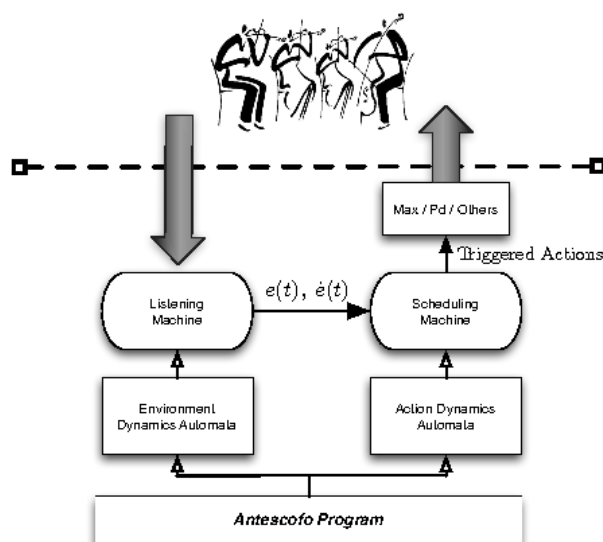 Max / Pd / Others
Triggered Actions
Listening
Machine
e(t), ė(t)
Scheduling
Machine
Environment
Dynamics Automata
Action Dynamics
Automata
Antescofo Program